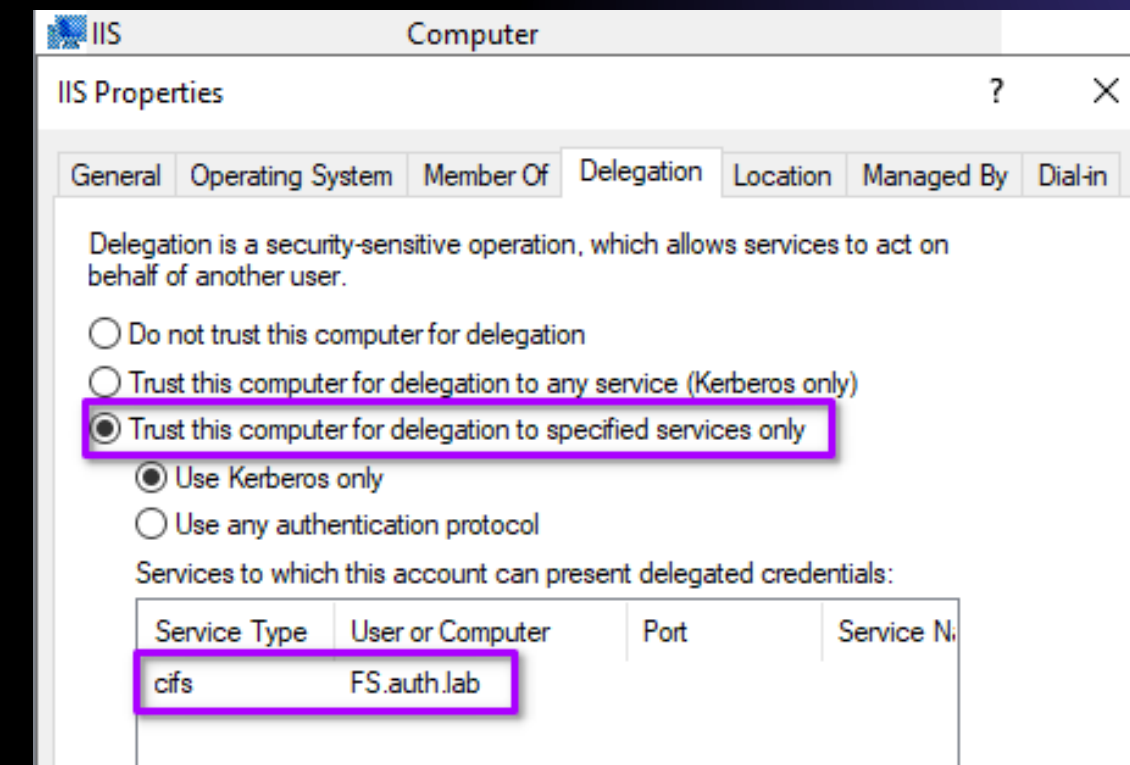 IIS Computer
IIS Properties ? ×
General Operating System Member Of Delegation Location Managed By Dial-in
Delegation is a security-sensitive operation, which allows services to act on
behalf of another user.
Do not trust this computer for delegation
Trust this computer for delegation to any service (Kerberos only)
Trust this computer for delegation to specified services only
Use Kerberos only
Use any authentication protocol
Services to which this account can present delegated credentials:
Service Type User or Computer Port Service
cifs FS.auth.lab